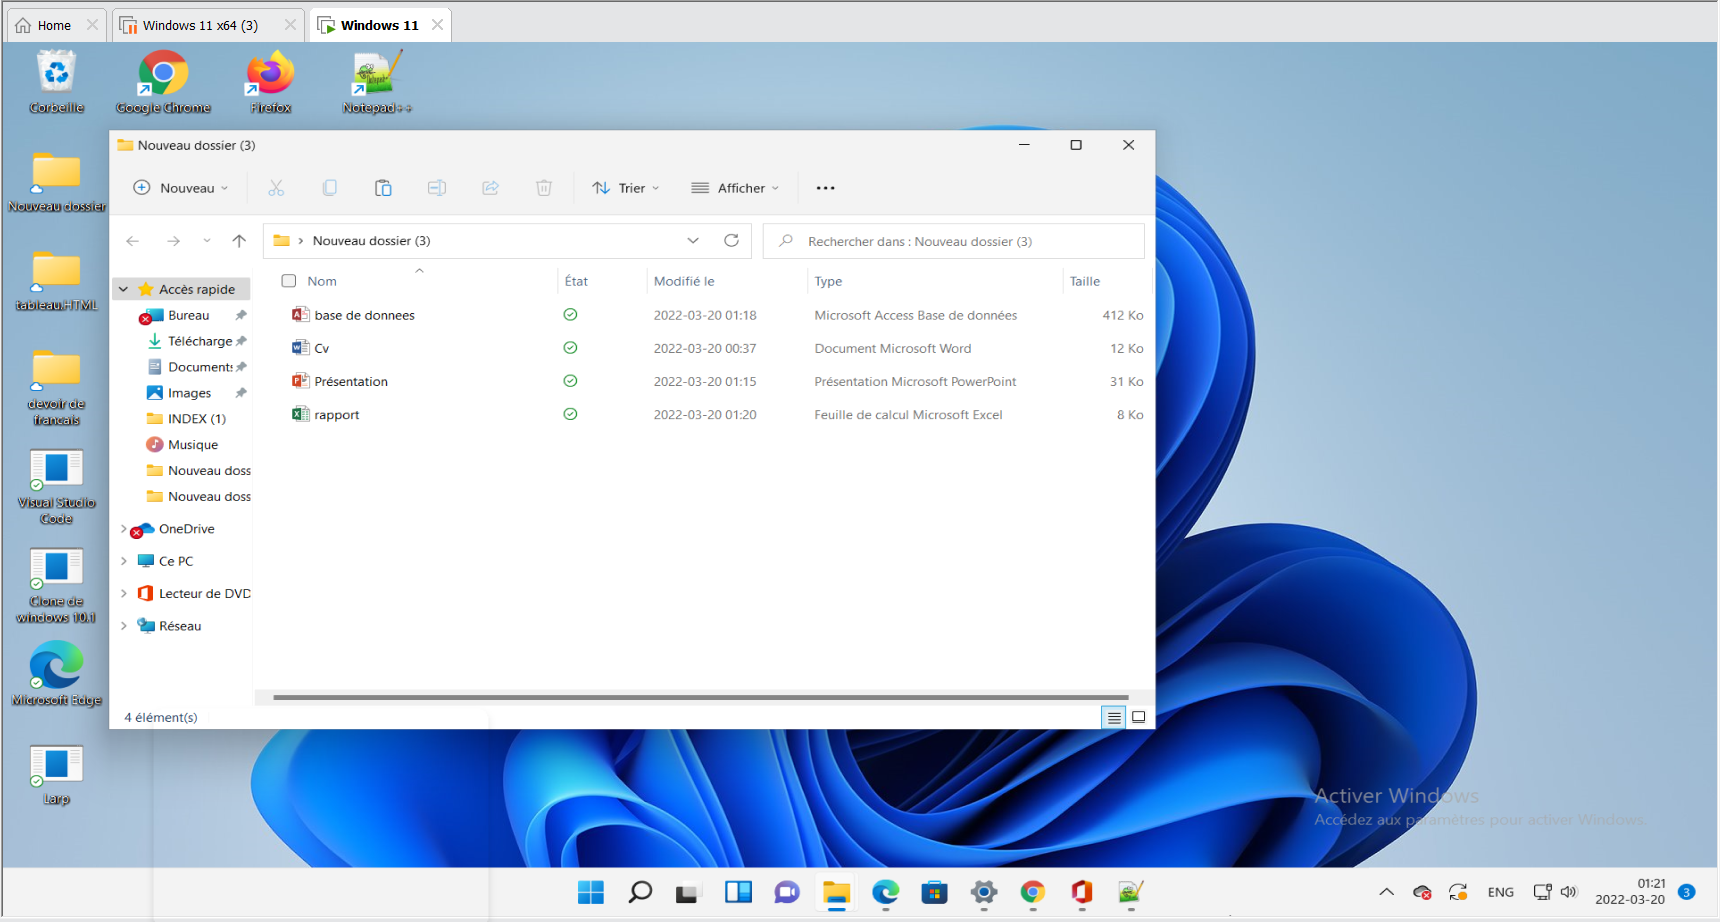 Home
Windows 11 x64 (3)
Windows 11
Corbeille
Google Chrome
Firefox
Notepad++
Nouveau dossier (3)
Nouveau
Trier
Afficher
Nouveau dossier
Nouveau dossier (3)
Rechercher dans : Nouveau dossier (3)
Nom
État
Modifié le
Type
Taille
Accès rapide
Bureau
base de donnees
2022-03-20 01:18
Microsoft Access Base de données
412 Ko
tableau.HTML
Télécharge
Cv
2022-03-20 00:37
Document Microsoft Word
12 Ko
Documents
Présentation
2022-03-20 01:15
Présentation Microsoft PowerPoint
31 Ko
Images
devoir de
francais
INDEX (1)
rapport
2022-03-20 01:20
Feuille de calcul Microsoft Excel
8 Ko
Musique
Nouveau doss
Nouveau doss
Visual Studio
Code
OneDrive
Ce PC
Lecteur de DVD
Clone de
windows 10.1
Réseau
Microsoft Edge
4 élément(s)
Larp
Activer Windows
Accédez aux paramètres pour activer Windows.
ENG
01:21
2022-03-20
3